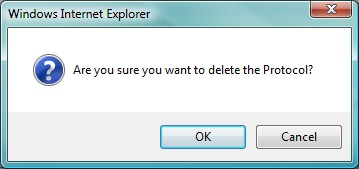 Windows Internet Explorer
Are you sure you want to delete the Protocol?
OK
Cancel